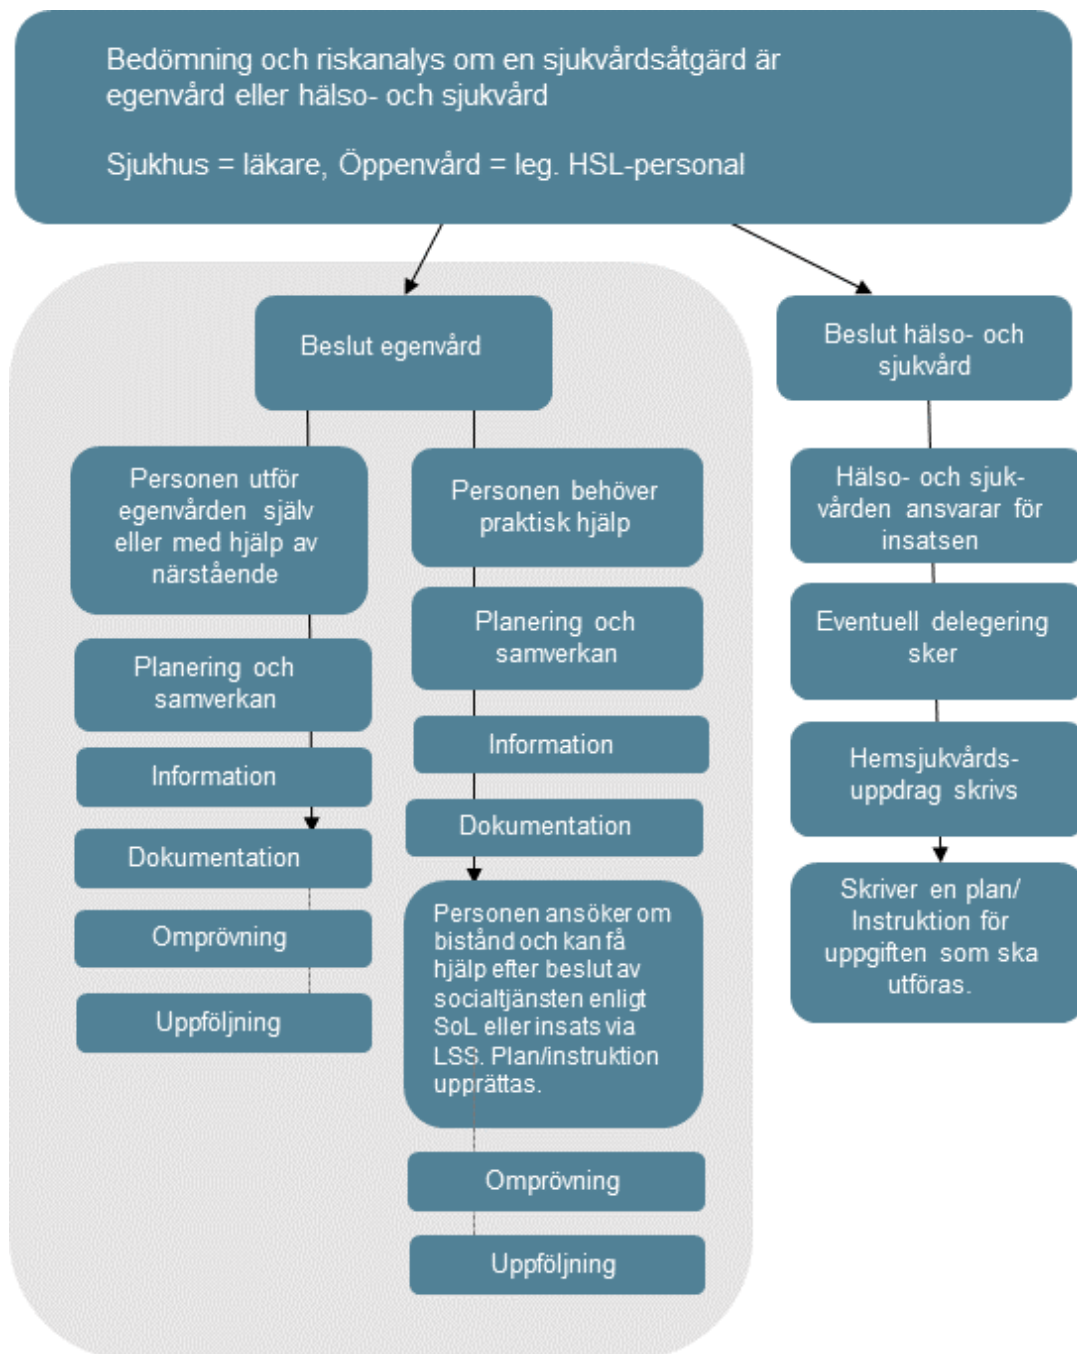 Bedömning och riskanalys om en sjukvårdsåtgärd är
egenvård eller hälso- och sjukvård
Sjukhus = läkare, Öppenvård = leg. HSL-personal
Beslut egenvård
Personen utför
egenvården själv
eller med hjälp av
närstående
Planering och
samverkan
Information
Dokumentation
Omprövning
Uppföljning
Personen behöver
praktisk hjälp
Planering och
samverkan
Information
Dokumentation
Personen ansöker om
bistånd och kan få
hjälp efter beslut av
socialtjänsten enligt
SoL eller insats via
LSS. Plan/instruktion
upprättas.
Omprövning
Uppföljning
Beslut hälso- och
sjukvård
Hälso- och sjuk-
vården ansvarar för
insatsen
Eventuell delegering
sker
Hemsjukvårds-
uppdrag skrivs
Skriver en plan/
Instruktion för
uppgiften som ska
utföras.